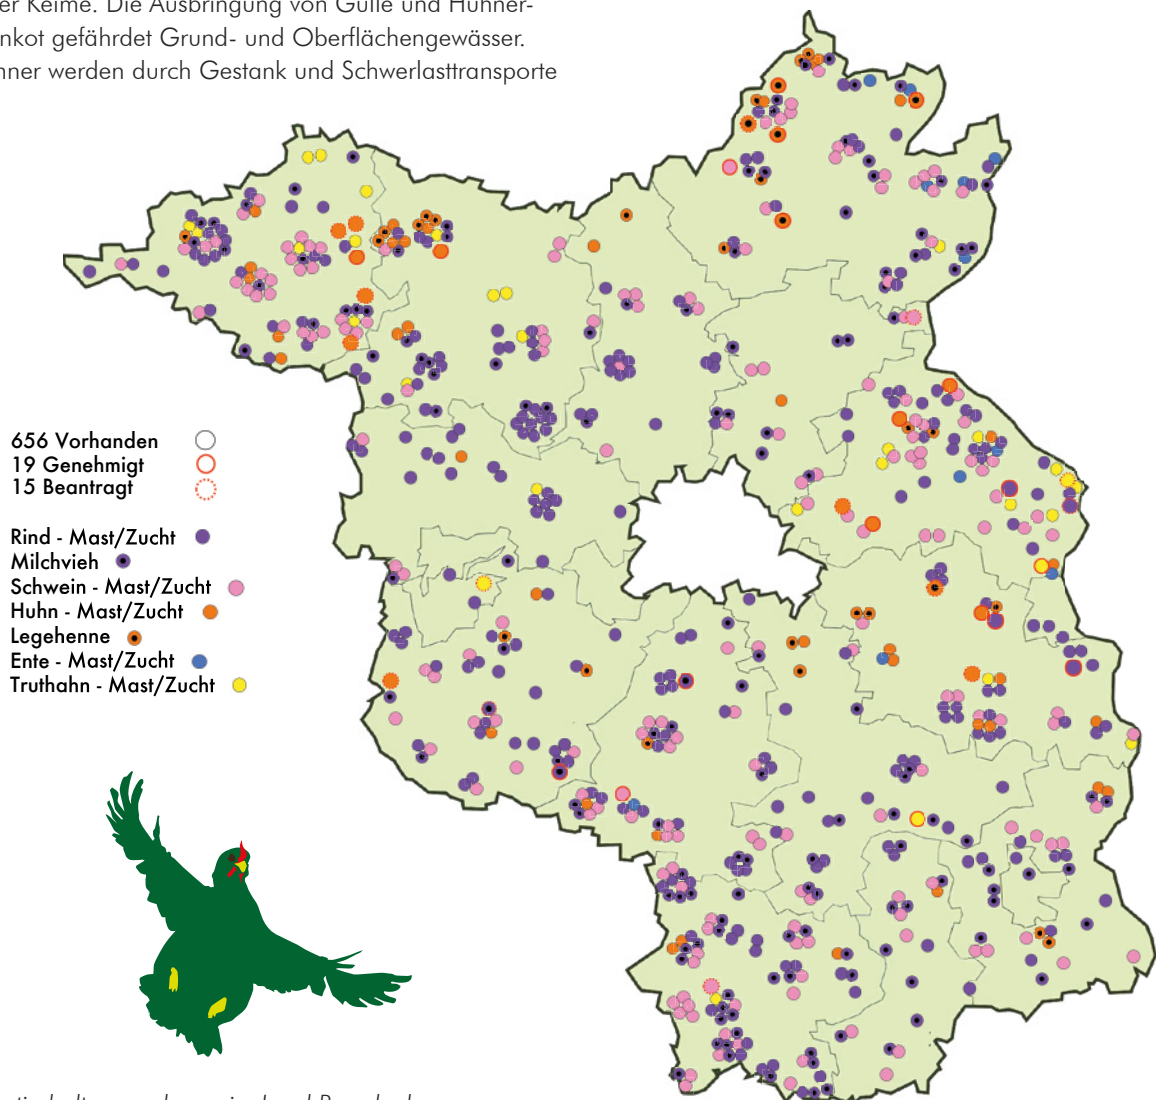 er Keime. Die Ausbringung von Gülle und Hühner-
nkot gefährdet Grund- und Oberflächengewässer.
nner werden durch Gestank und Schwerlasttransporte
656 Vorhanden
19 Genehmigt
15 Beantragt
Rind - Mast/Zucht
Milchvieh
Schwein - Mast/Zucht
Huhn - Mast/Zucht
Legehenne
Ente - Mast/Zucht
Truthahn - Mast/Zucht